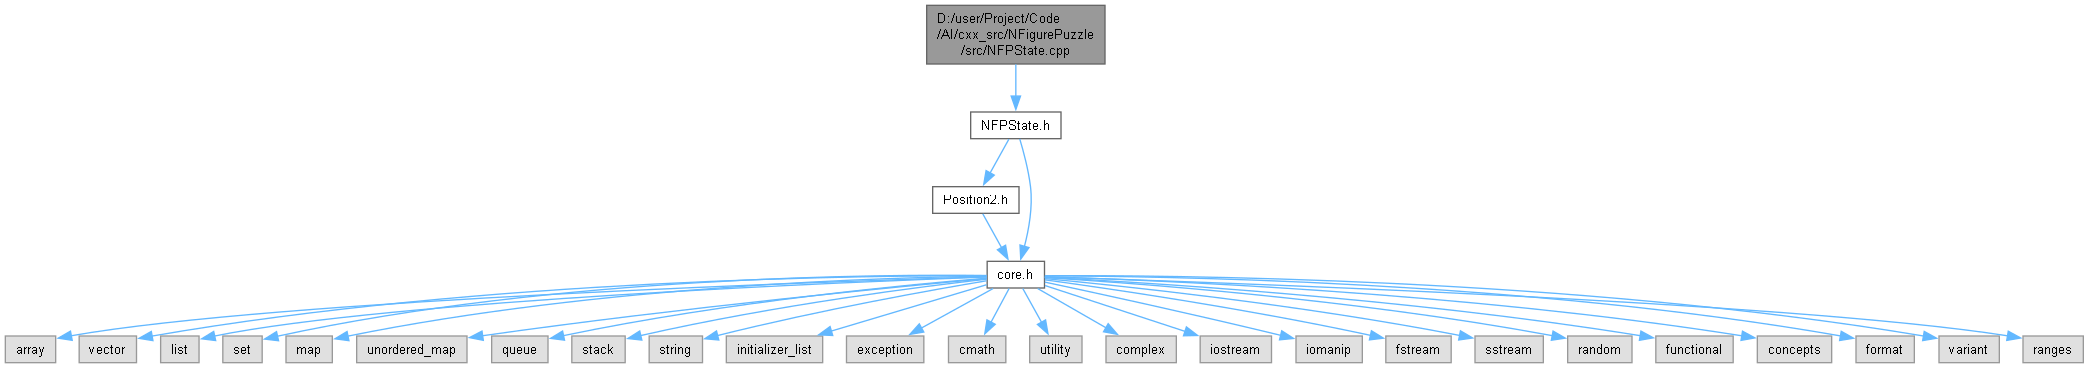 D:/user/Project/Code
/AI/cxx_src/NFigurePuzzle
/src/NFPState.cpp
NFPState.h
Position2.h
core.h
array
vector
list
set
map
unordered_map
queue
stack
string
initializer_list
exception
cmath
utility
complex
iostream
iomanip
fstream
sstream
random
functional
concepts
format
variant
ranges